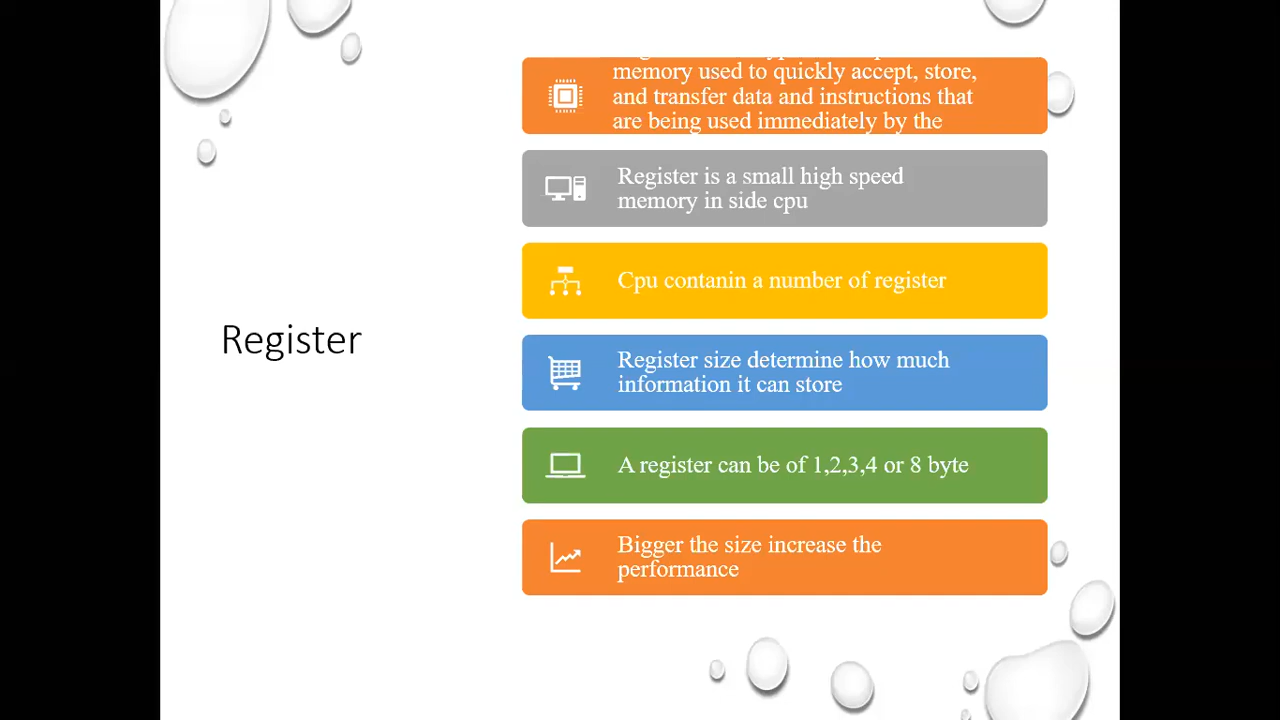 Register
memory used to quickly accept, store,
and transfer data and instructions that
are being used immediately by the
Register is a small high speed
memory in side cpu
Cpu contanin a number of register
Register size determine how much
information it can store
A register can be of 1,2,3,4 or 8 byte
Bigger the size increase the
performance